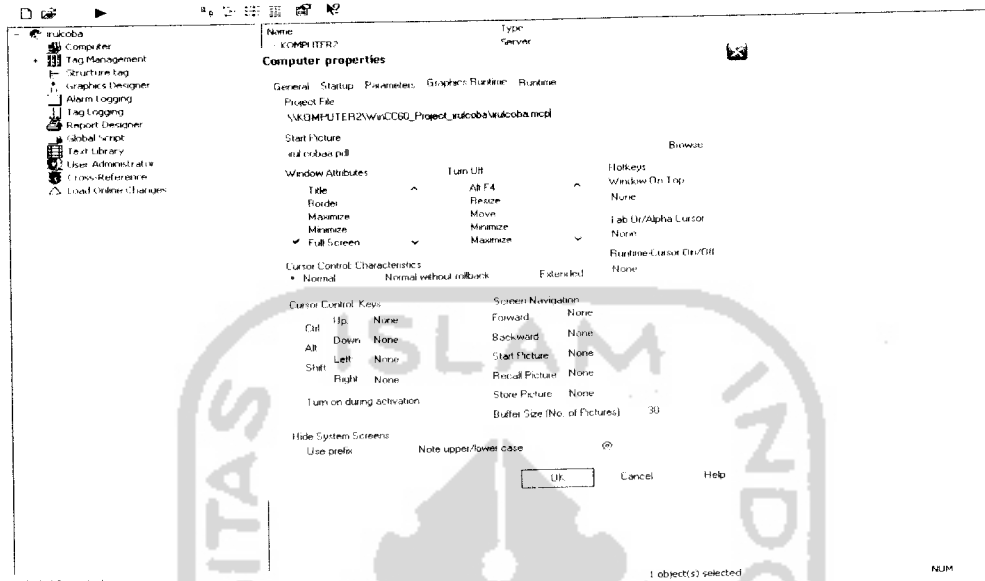 irulcoba
Computer
Tag Management
Structure tag
Graphics Designer
Alarm Logging
Tag Logging
Report Designer
Global Script
Text Library
User Administrator
Cross-Reference
Load Online Changes
Name Type
KOMPUTER2 Server
Computer properties
General Startup Parameters Graphics Runtime Runtime
Project File
\\KOMPUTER2\WinCC60_Project_irulcoba\irulcoba.mcp
Start Picture
irulcobaa.pdl Browse
Window Attributes Turn Off Hotkeys
Title Alt F4 Window On Top
Border Resize None
Maximize Move
Minimize Minimize Tab Or/Alpha Cursor
Full Screen Maximize None
Runtime-Cursor On/Off
None
Cursor Control: Characteristics
Normal Normal without rollback Extended
Cursor Control: Keys Screen Navigation
Ctrl Up None Forward None
Alt Down None Backward None
Shift Left None Start Picture None
Right None Recall Picture None
Turn on during activation Store Picture None
Buffer Size (No. of Pictures) 30
Hide System Screens
Use prefix Note upper/lower case @
OK Cancel Help
1 object(s) selected NUM
ISLAM
ITAS
INDO